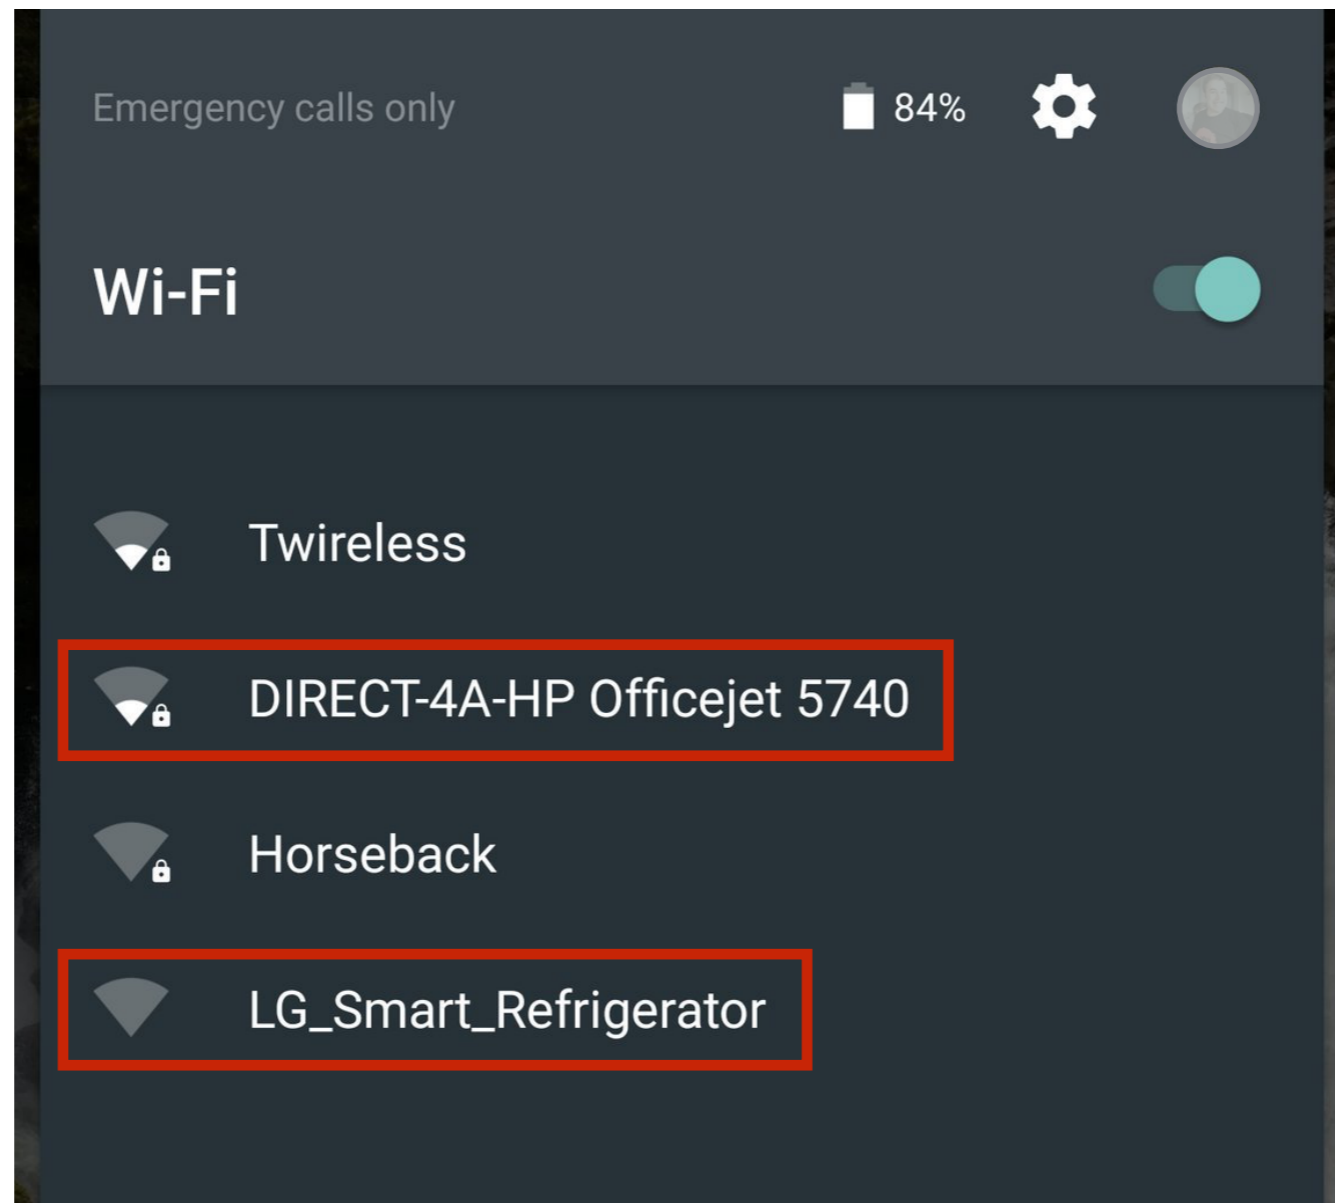 Emergency calls only 84%
Wi-Fi
Twireless
DIRECT-4A-HP Officejet 5740
Horseback
LG_Smart_Refrigerator